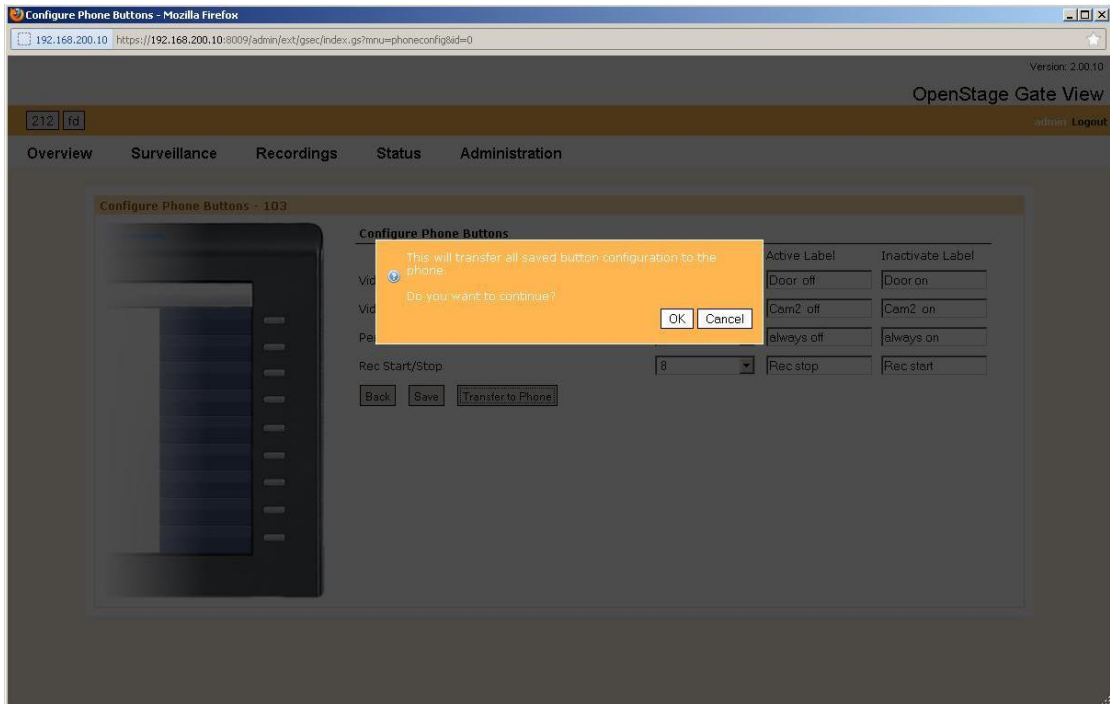 Configure Phone Buttons - Mozilla Firefox
192.168.200.10 https://192.168.200.10:8009/admin/ext/gsec/index.gs?mnu=phoneconfig&id=0
Version: 2.00.10
OpenStage Gate View
212 fd
admin Logout
Overview Surveillance Recordings Status Administration
Configure Phone Buttons - 103
Configure Phone Buttons
Active Label Inactivate Label
This will transfer all saved button configuration to the
phone.
Do you want to continue?
OK Cancel
Vid Door off Door on
Vid Cam2 off Cam2 on
Pe always off always on
Rec Start/Stop 8 Rec stop Rec start
Back Save Transfer to Phone